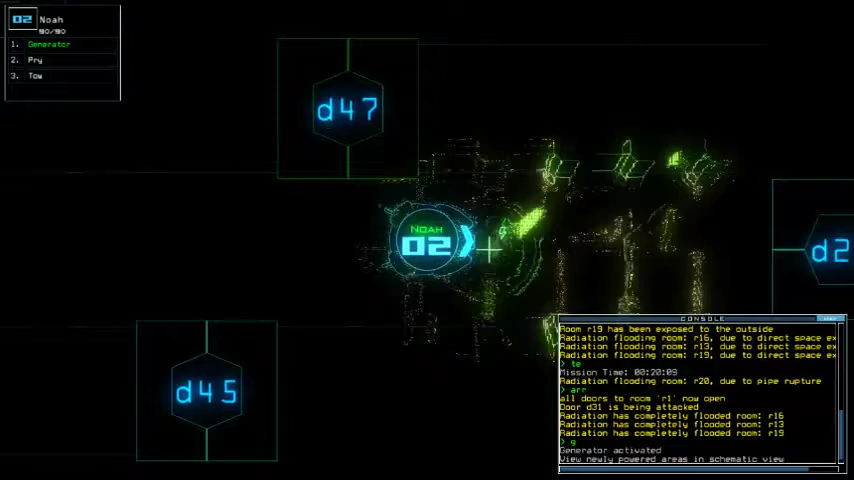 02 Noah
90/90
1. Generator
2. Pry
3. Tow
d47
NOAH
02
d2
d45
CONSOLE
Room r19 has been exposed to the outside
Radiation flooding room: r16, due to direct space ex
Radiation flooding room: r13, due to direct space ex
Radiation flooding room: r19, due to direct space ex
> te
Mission Time: 00:20:09
Radiation flooding room: r20, due to pipe rupture
> arr
all doors to room 'r1' now open
Door d31 is being attacked
Radiation has completely flooded room: r16
Radiation has completely flooded room: r13
Radiation has completely flooded room: r19
> g
Generator activated
View newly powered areas in schematic view